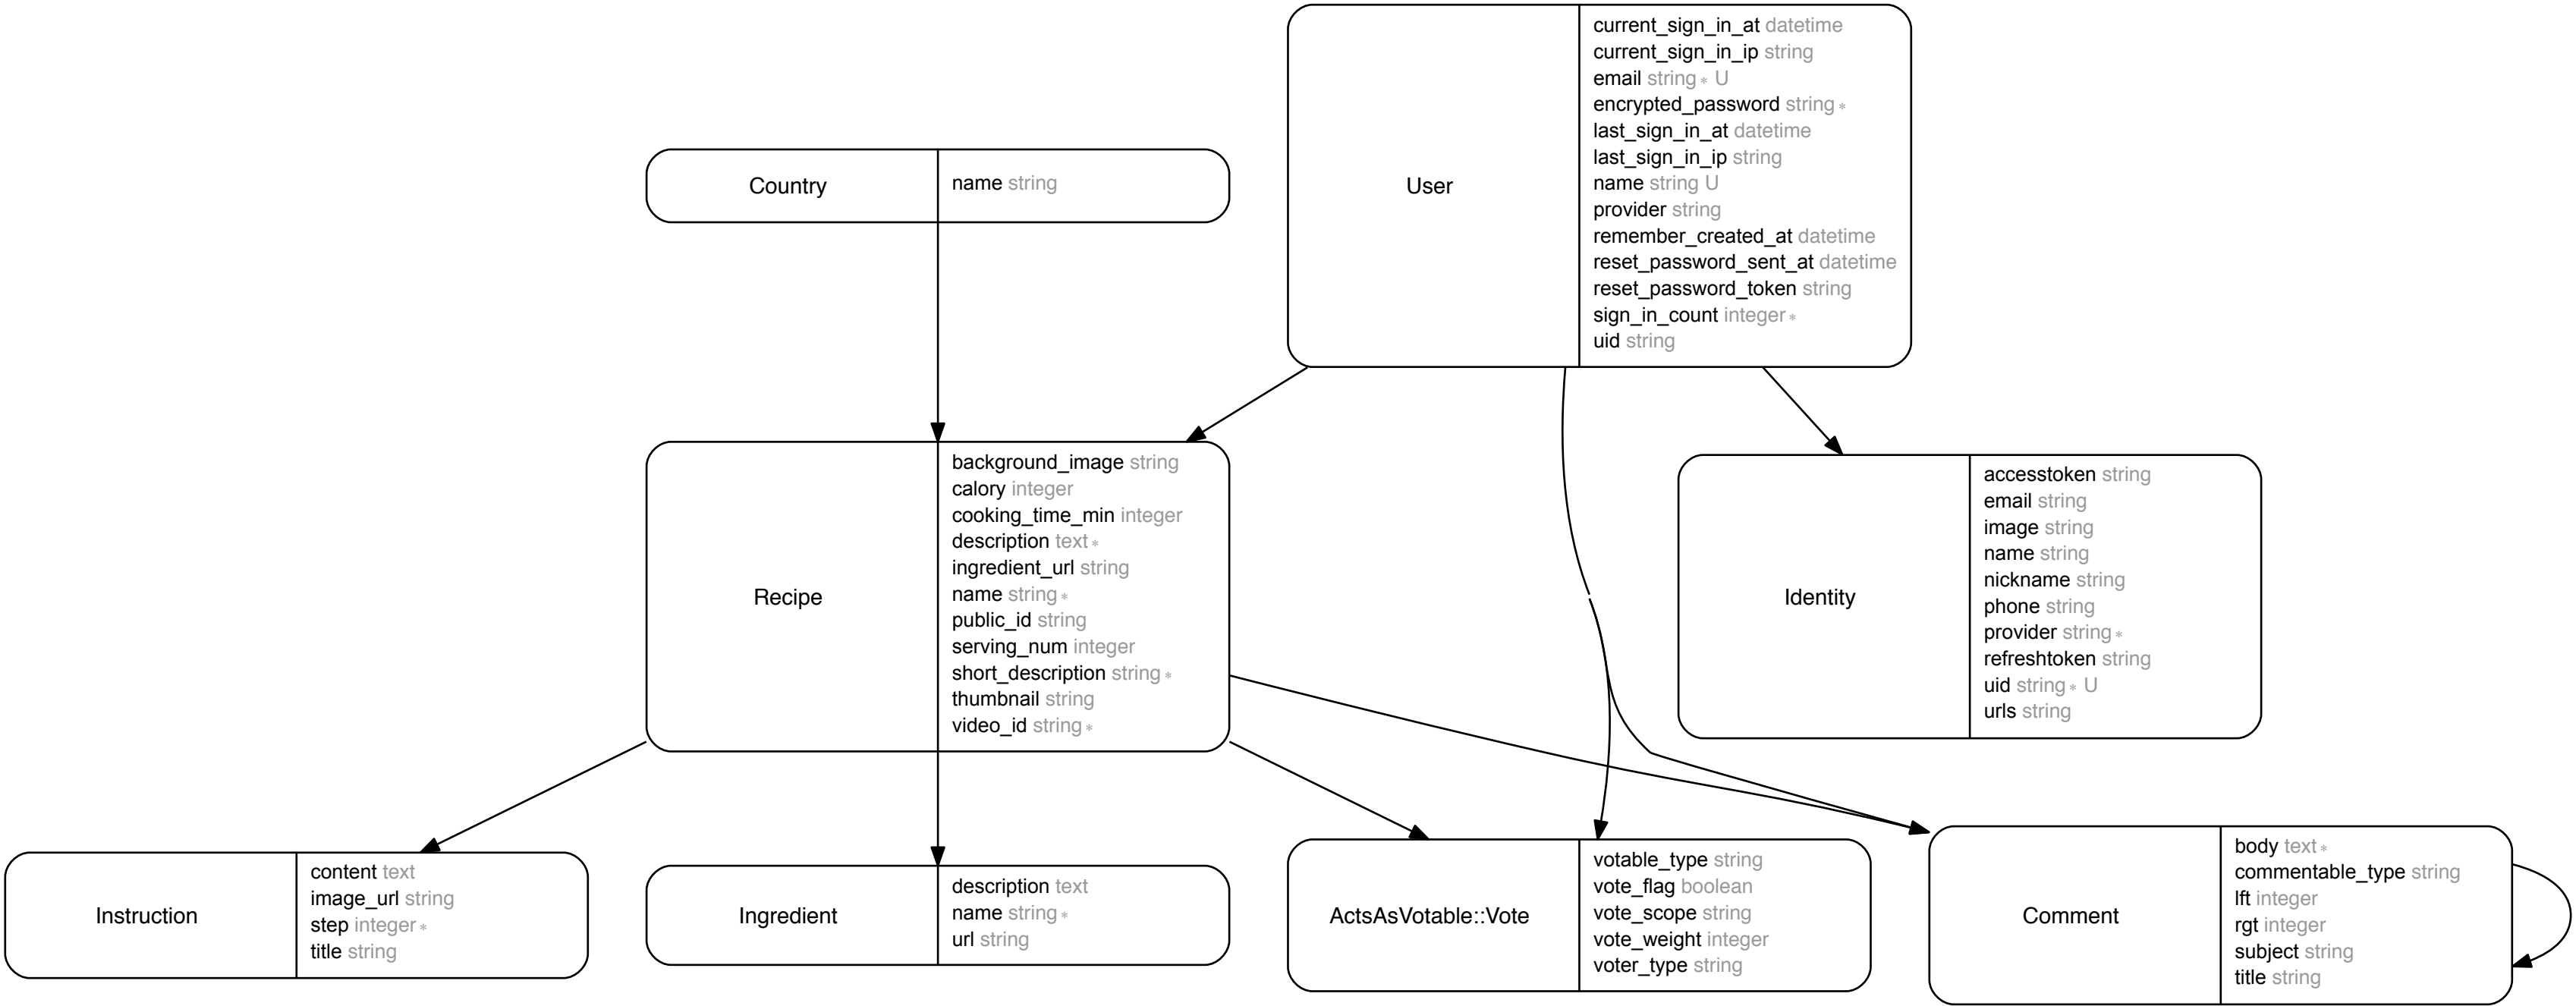 User
current_sign_in_at datetime
current_sign_in_ip string
email string * U
encrypted_password string *
last_sign_in_at datetime
last_sign_in_ip string
name string U
provider string
remember_created_at datetime
reset_password_sent_at datetime
reset_password_token string
sign_in_count integer *
uid string
Country
name string
Recipe
background_image string
calory integer
cooking_time_min integer
description text *
ingredient_url string
name string *
public_id string
serving_num integer
short_description string *
thumbnail string
video_id string *
Identity
accesstoken string
email string
image string
name string
nickname string
phone string
provider string *
refreshtoken string
uid string * U
urls string
Instruction
content text
image_url string
step integer *
title string
Ingredient
description text
name string *
url string
ActsAsVotable::Vote
votable_type string
vote_flag boolean
vote_scope string
vote_weight integer
voter_type string
Comment
body text *
commentable_type string
lft integer
rgt integer
subject string
title string